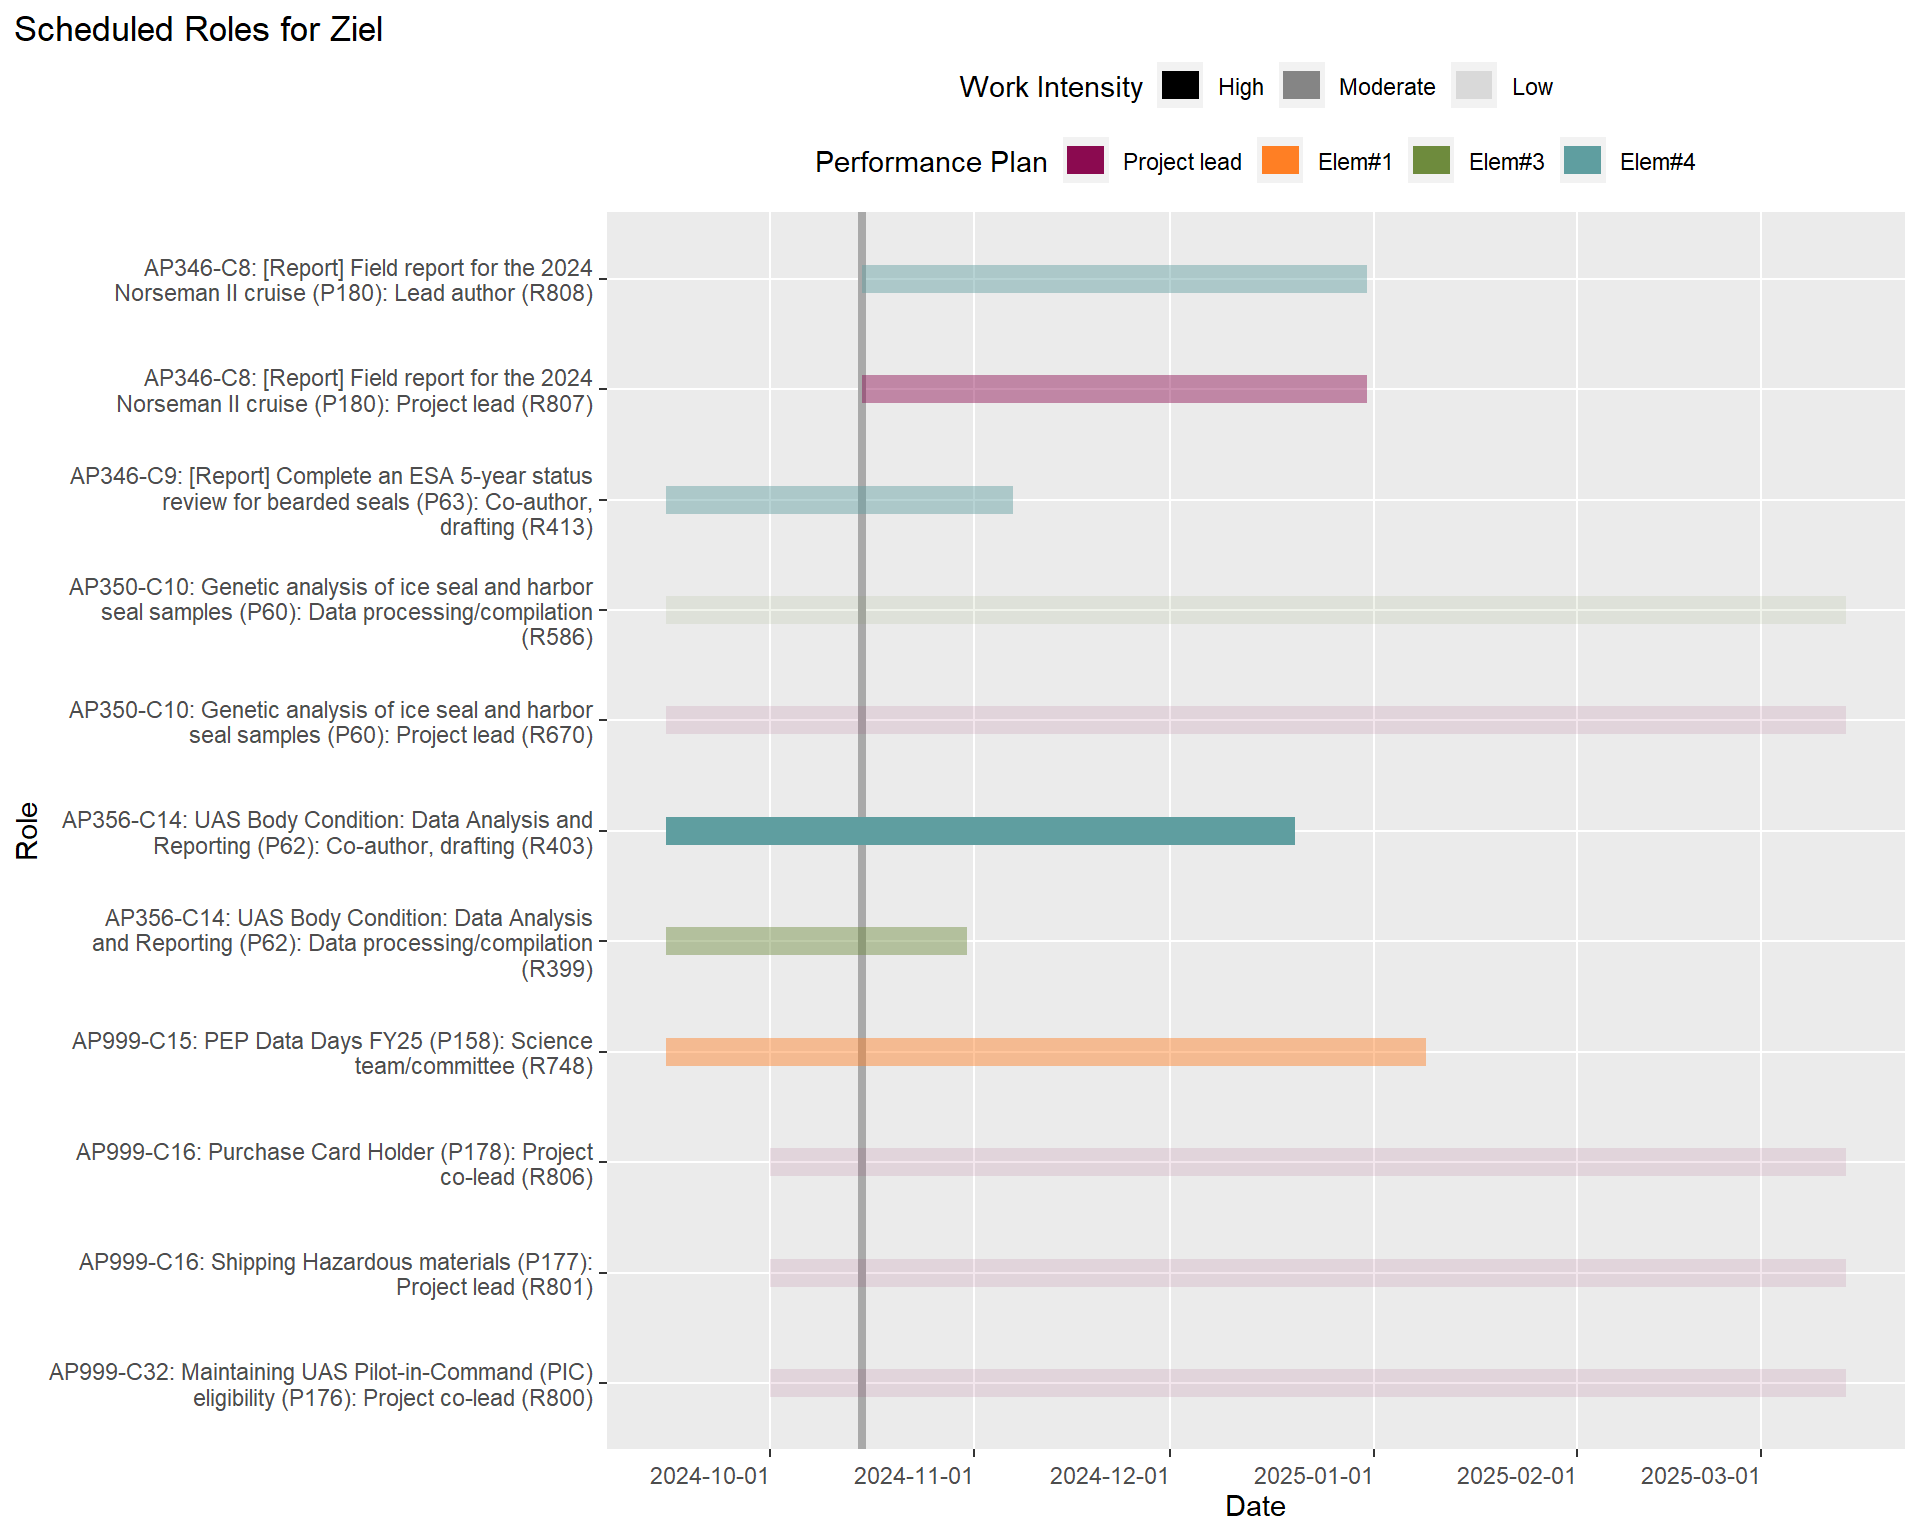 Scheduled Roles for Ziel
Work Intensity High Moderate Low
Performance Plan Project lead Elem#1 Elem#3 Elem#4
AP346-C8: [Report] Field report for the 2024
Norseman II cruise (P180): Lead author (R808)
AP346-C8: [Report] Field report for the 2024
Norseman II cruise (P180): Project lead (R807)
AP346-C9: [Report] Complete an ESA 5-year status
review for bearded seals (P63): Co-author,
drafting (R413)
AP350-C10: Genetic analysis of ice seal and harbor
seal samples (P60): Data processing/compilation
(R586)
AP350-C10: Genetic analysis of ice seal and harbor
seal samples (P60): Project lead (R670)
AP356-C14: UAS Body Condition: Data Analysis and
Reporting (P62): Co-author, drafting (R403)
AP356-C14: UAS Body Condition: Data Analysis
and Reporting (P62): Data processing/compilation
(R399)
AP999-C15: PEP Data Days FY25 (P158): Science
team/committee (R748)
AP999-C16: Purchase Card Holder (P178): Project
co-lead (R806)
AP999-C16: Shipping Hazardous materials (P177):
Project lead (R801)
AP999-C32: Maintaining UAS Pilot-in-Command (PIC)
eligibility (P176): Project co-lead (R800)
Role
2024-10-01 2024-11-01 2024-12-01 2025-01-01 2025-02-01 2025-03-01
Date